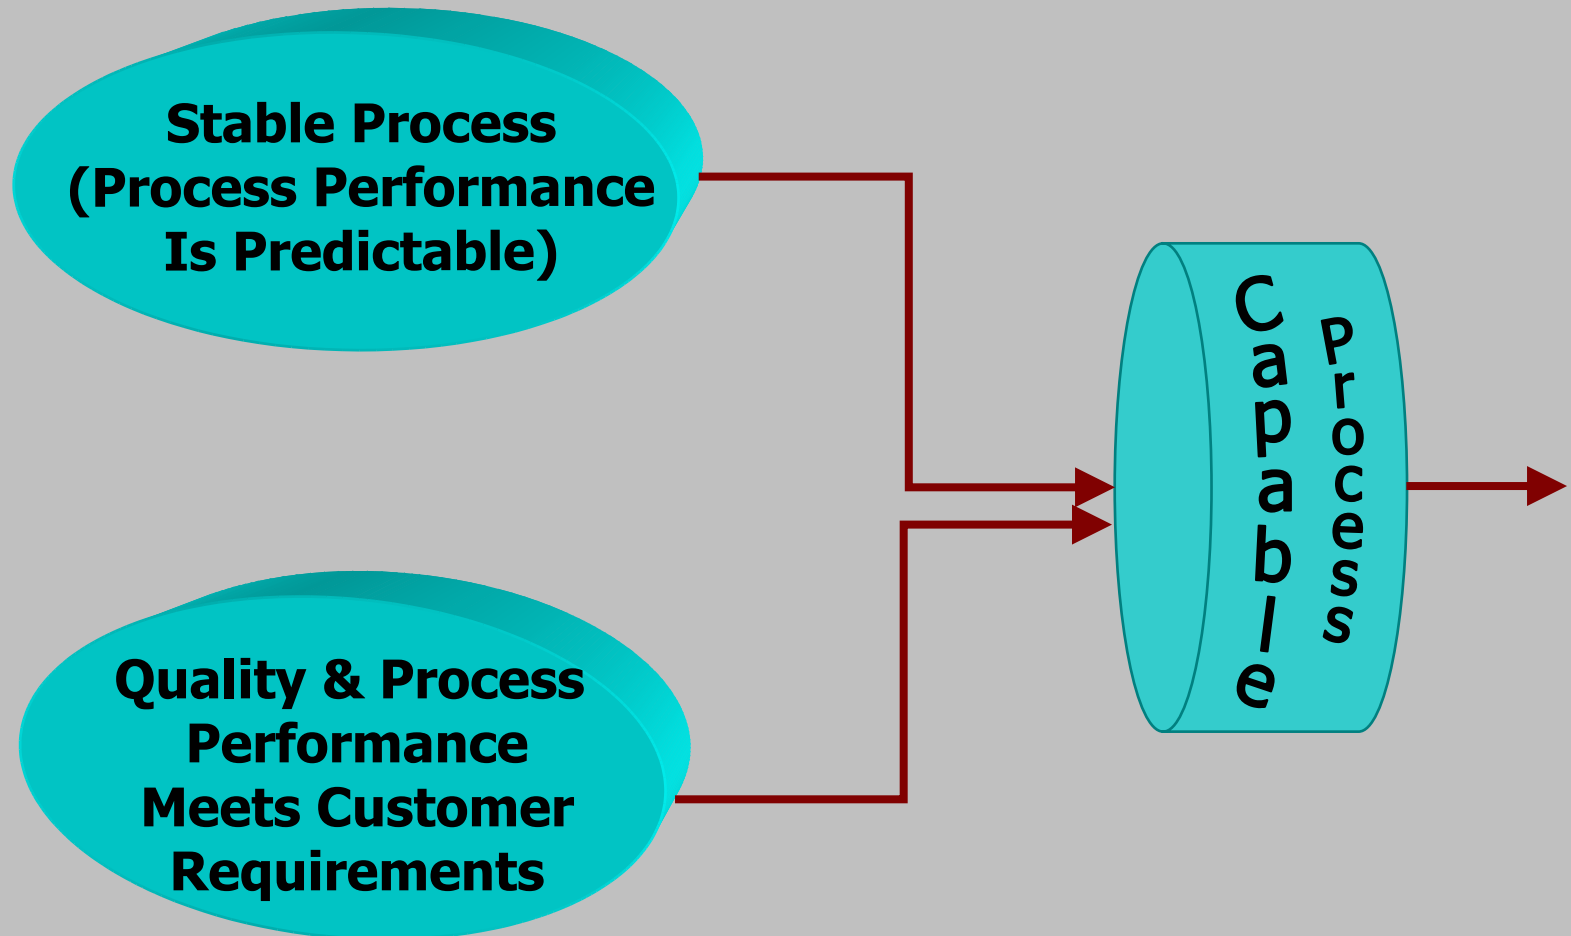 Stable Process
(Process Performance
Is Predictable)
Quality & Process
Performance
Meets Customer
Requirements
Capable
Process